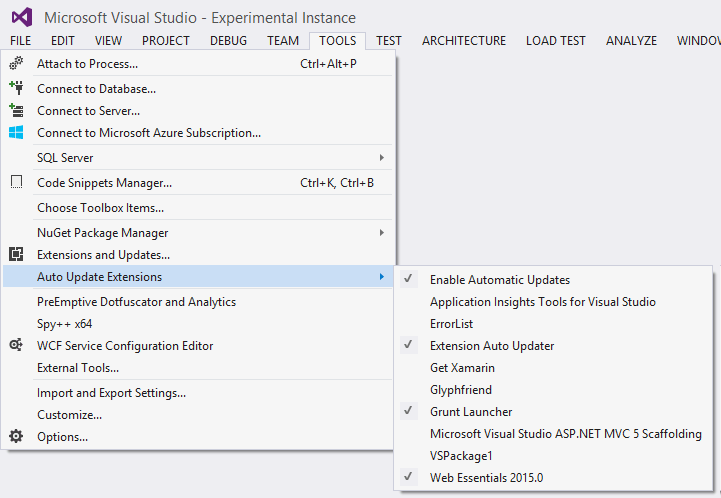 Microsoft Visual Studio - Experimental Instance
FILE EDIT VIEW PROJECT DEBUG TEAM TOOLS TEST ARCHITECTURE LOAD TEST ANALYZE WINDOW
Attach to Process... Ctrl+Alt+P
Connect to Database...
Connect to Server...
Connect to Microsoft Azure Subscription...
SQL Server
Code Snippets Manager... Ctrl+K, Ctrl+B
Choose Toolbox Items...
NuGet Package Manager
Extensions and Updates...
Auto Update Extensions
PreEmptive Dotfuscator and Analytics
Spy++ x64
WCF Service Configuration Editor
External Tools...
Import and Export Settings...
Customize...
Options...
Enable Automatic Updates
Application Insights Tools for Visual Studio
ErrorList
Extension Auto Updater
Get Xamarin
Glyphfriend
Grunt Launcher
Microsoft Visual Studio ASP.NET MVC 5 Scaffolding
VSPackage1
Web Essentials 2015.0